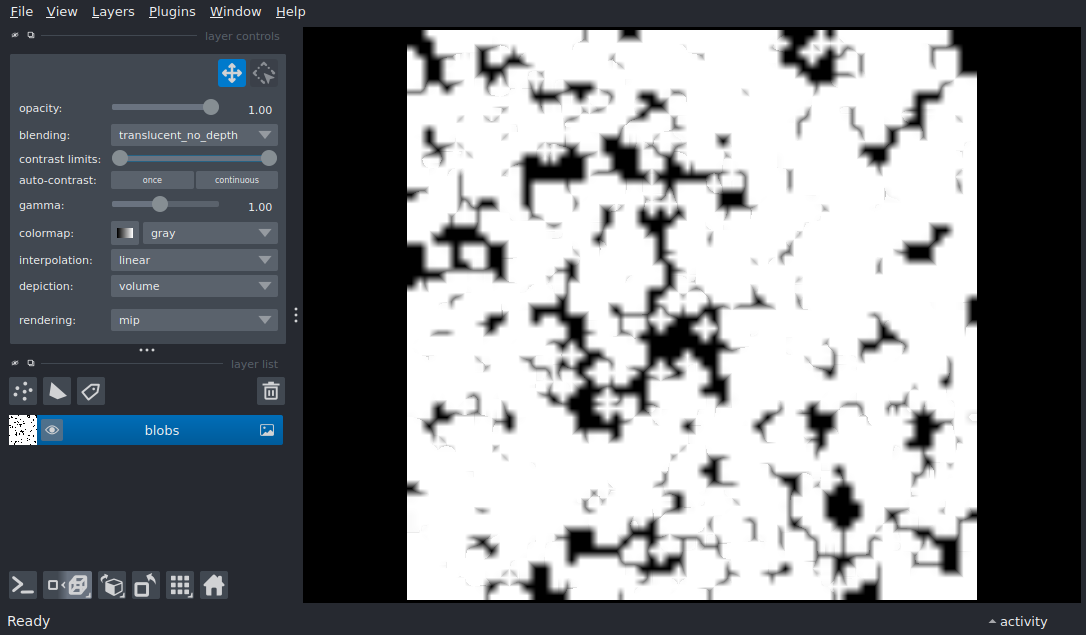 File View Layers Plugins Window Help
layer controls
opacity: 1.00
blending: translucent_no_depth
contrast limits:
auto-contrast: once continuous
gamma: 1.00
colormap: gray
interpolation: linear
depiction: volume
rendering: mip
layer list
blobs
Ready activity